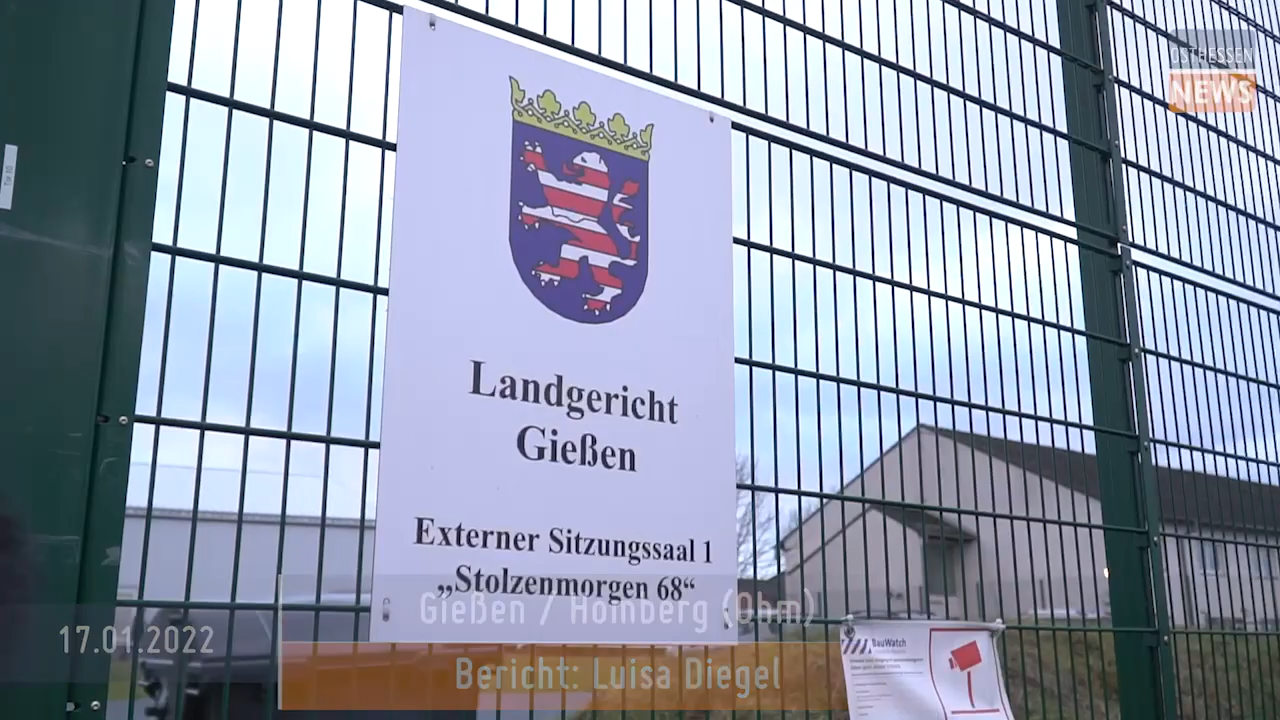 OSTHESSEN
NEWS
Landgericht
Gießen
Externer Sitzungssaal 1
„Stolzenmorgen 68“
Gießen / Homberg (Ohm)
17.01.2022
Bericht: Luisa Diegel
BauWatch